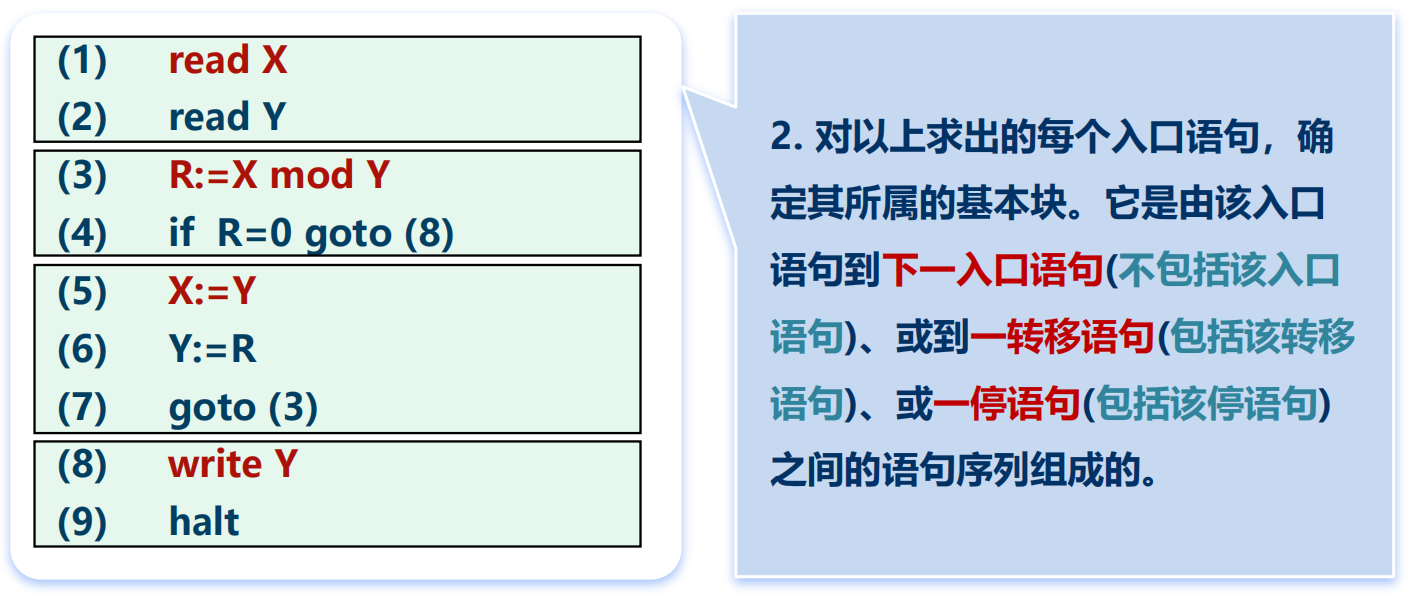 (1) read X
(2) read Y
(3) R:=X mod Y
(4) if R=0 goto (8)
(5) X:=Y
(6) Y:=R
(7) goto (3)
(8) write Y
(9) halt
2. 对以上求出的每个入口语句，确
定其所属的基本块。它是由该入口
语句到下一入口语句(不包括该入口
语句)、或到一转移语句(包括该转移
语句)、或一停语句(包括该停语句)
之间的语句序列组成的。